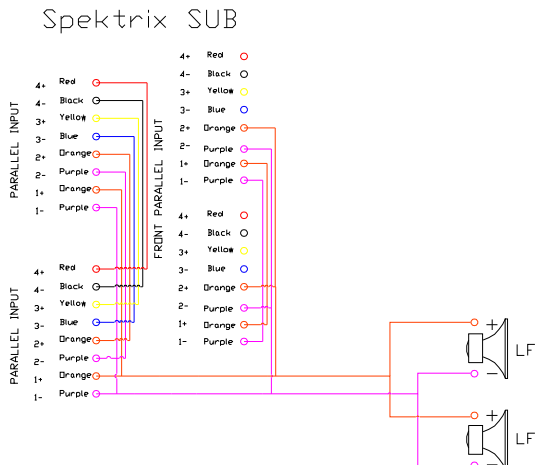 Spektrix SUB
PARALLEL INPUT
4+ Red
4- Black
3+ Yellow
3- Blue
2+ Orange
2- Purple
1+ Orange
1- Purple
FRONT PARALLEL INPUT
4+ Red
4- Black
3+ Yellow
3- Blue
2+ Orange
2- Purple
1+ Orange
1- Purple
4+ Red
4- Black
3+ Yellow
3- Blue
2+ Orange
2- Purple
1+ Orange
1- Purple
PARALLEL INPUT
4+ Red
4- Black
3+ Yellow
3- Blue
2+ Orange
2- Purple
1+ Orange
1- Purple
+
LF
-
+
LF
-